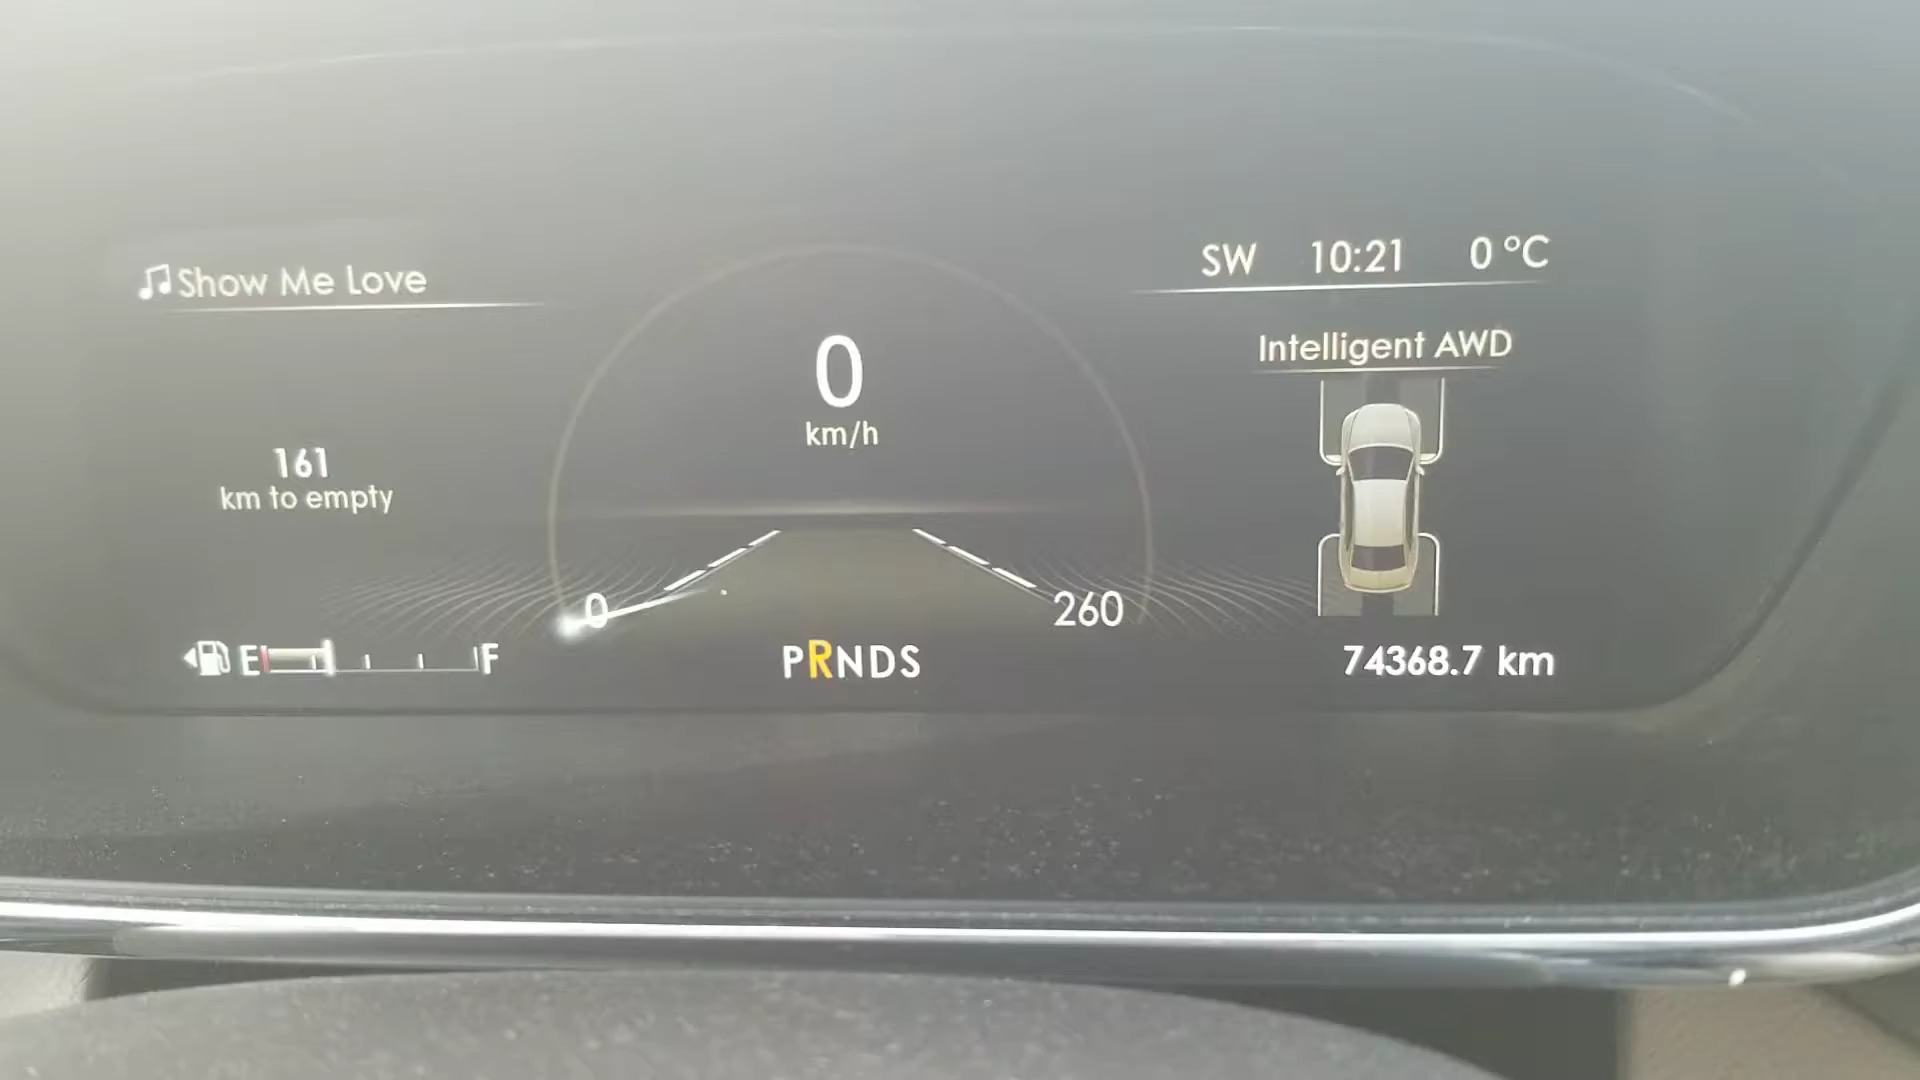 Show Me Love
SW 10:21 0 °C
Intelligent AWD
0
km/h
161
km to empty
0 260
E F
PRNDS
74368.7 km